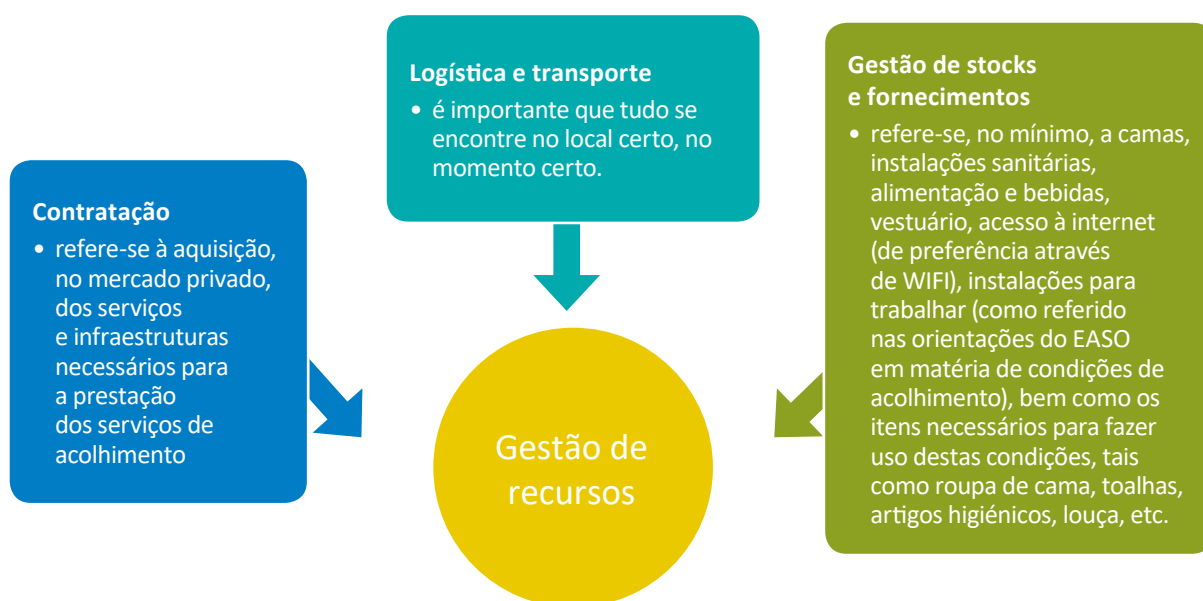 Contratação
• refere-se à aquisição,
no mercado privado,
dos serviços
e infraestruturas
necessários para
a prestação
dos serviços de
acolhimento
Logística e transporte
• é importante que tudo se
encontre no local certo, no
momento certo.
Gestão de stocks
e fornecimentos
• refere-se, no mínimo, a camas,
instalações sanitárias,
alimentação e bebidas,
vestuário, acesso à internet
(de preferência através
de WIFI), instalações para
trabalhar (como referido
nas orientações do EASO
em matéria de condições de
acolhimento), bem como os
itens necessários para fazer
uso destas condições, tais
como roupa de cama, toalhas,
artigos higiénicos, louça, etc.
Gestão de
recursos